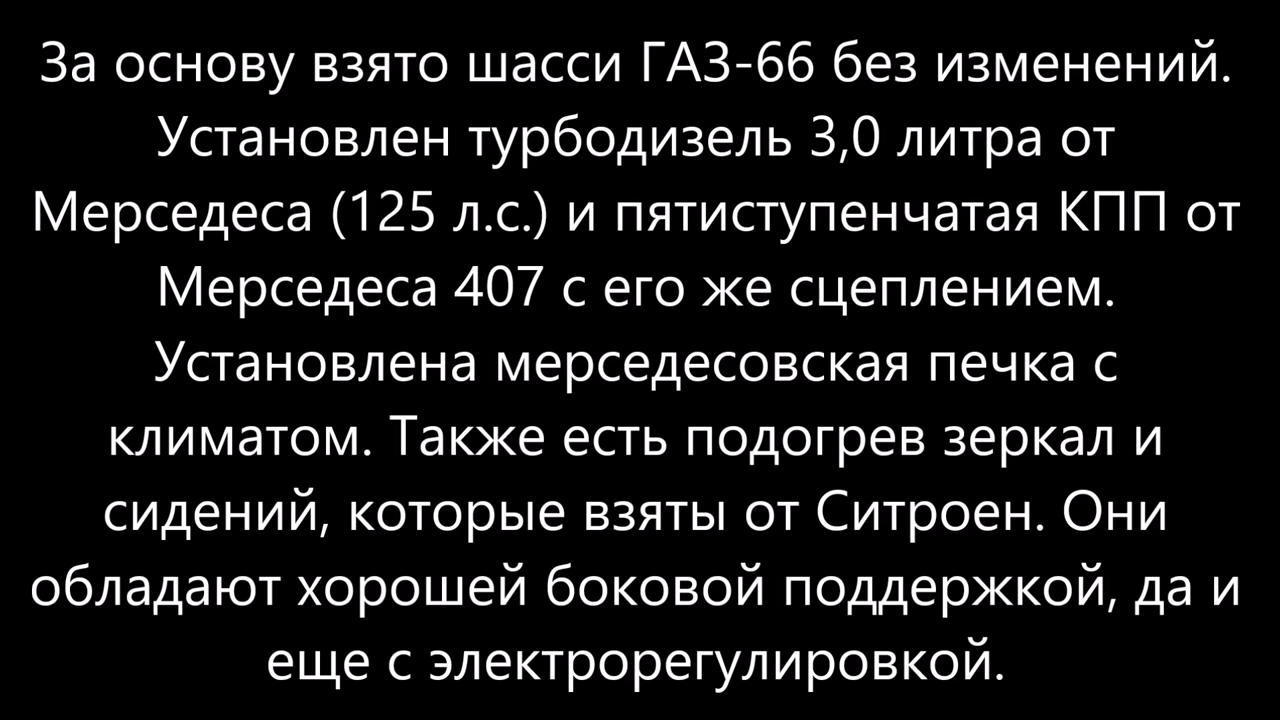 За основу взято шасси ГАЗ-66 без изменений.
Установлен турбодизель 3,0 литра от
Мерседеса (125 л.с.) и пятиступенчатая КПП от
Мерседеса 407 с его же сцеплением.
Установлена мерседесовская печка с
климатом. Также есть подогрев зеркал и
сидений, которые взяты от Ситроен. Они
обладают хорошей боковой поддержкой, да и
еще с электрорегулировкой.